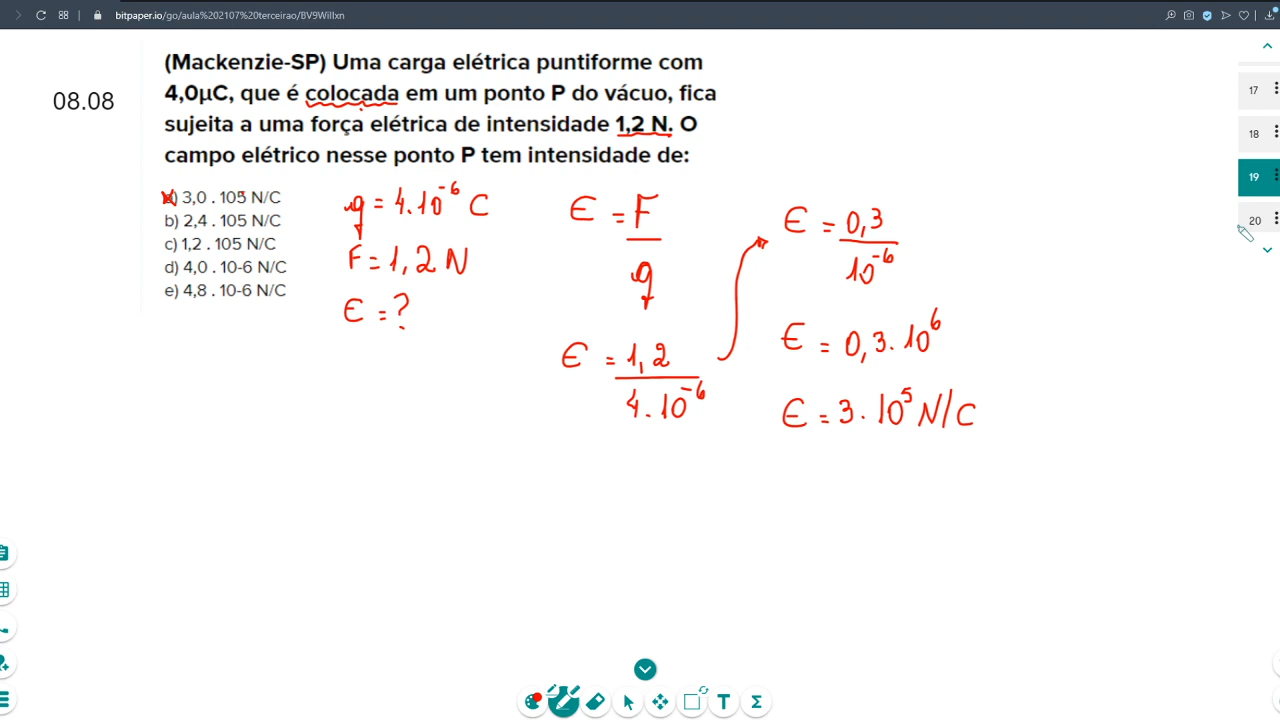 bitpaper.io/go/aula%202107%20terceirao/BV9Willxn
08.08
(Mackenzie-SP) Uma carga elétrica puntiforme com
4,0μC, que é colocada em um ponto P do vácuo, fica
sujeita a uma força elétrica de intensidade 1,2 N. O
campo elétrico nesse ponto P tem intensidade de:
a) 3,0 . 105 N/C
b) 2,4 . 105 N/C
c) 1,2 . 105 N/C
d) 4,0 . 10-6 N/C
e) 4,8 . 10-6 N/C
q = 4.10⁻⁶ C
F = 1,2 N
E = ?
E = F/q
E = 1,2/4.10⁻⁶
E = 0,3/10⁻⁶
E = 0,3.10⁶
E = 3.10⁵ N/C
17
18
19
20
T
Σ